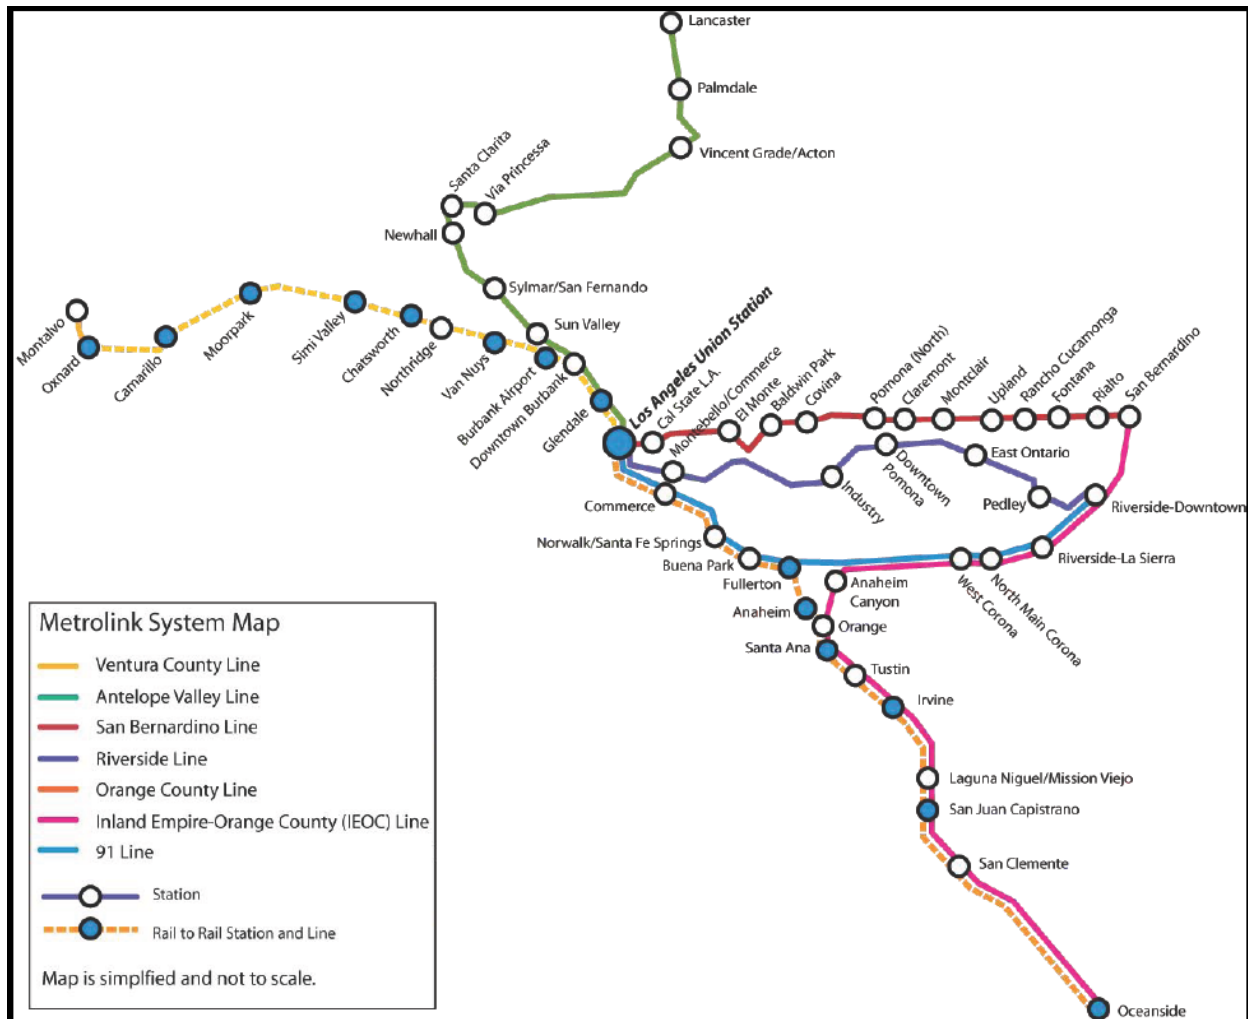 Lancaster
Palmdale
Vincent Grade/Acton
Santa Clarita
Via Princessa
Newhall
Sylmar/San Fernando
Sun Valley
Montalvo
Oxnard
Camarillo
Moorpark
Simi Valley
Chatsworth
Northridge
Van Nuys
Burbank Airport
Downtown Burbank
Glendale
Los Angeles Union Station
Cal State L.A.
Montebello/Commerce
El Monte
Baldwin Park
Covina
Pomona (North)
Claremont
Montclair
Upland
Rancho Cucamonga
Fontana
Rialto
San Bernardino
Industry
Downtown
Pomona
East Ontario
Pedley
Riverside-Downtown
Commerce
Norwalk/Santa Fe Springs
Buena Park
Fullerton
Anaheim
Anaheim
Canyon
West Corona
North Main Corona
Riverside-La Sierra
Orange
Santa Ana
Tustin
Irvine
Laguna Niguel/Mission Viejo
San Juan Capistrano
San Clemente
Oceanside
Metrolink System Map
Ventura County Line
Antelope Valley Line
San Bernardino Line
Riverside Line
Orange County Line
Inland Empire-Orange County (IEOC) Line
91 Line
Station
Rail to Rail Station and Line
Map is simplfied and not to scale.